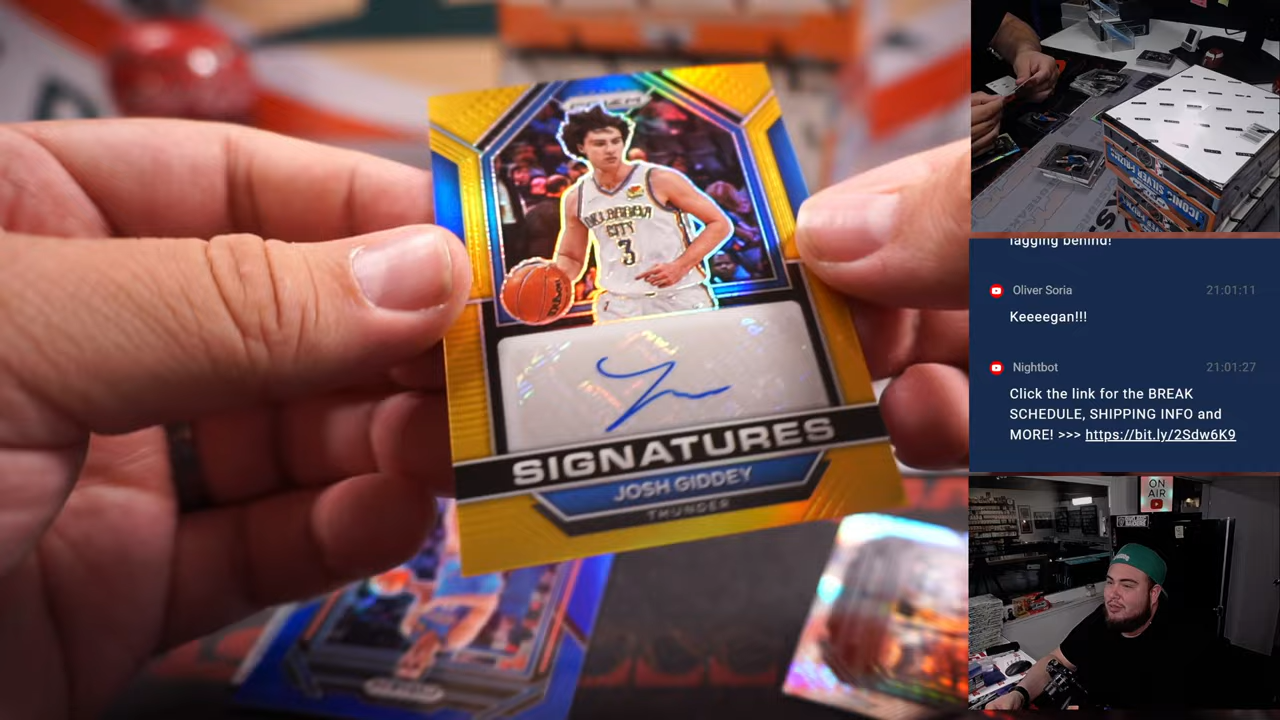 PRIZM
OKLAHOMA
CITY
3
SIGNATURES
JOSH GIDDEY
THUNDER
lagging behind!
Oliver Soria 21:01:11
Keeeegan!!!
Nightbot 21:01:27
Click the link for the BREAK
SCHEDULE, SHIPPING INFO and
MORE! >>> https://bit.ly/2Sdw6K9
ON
AIR